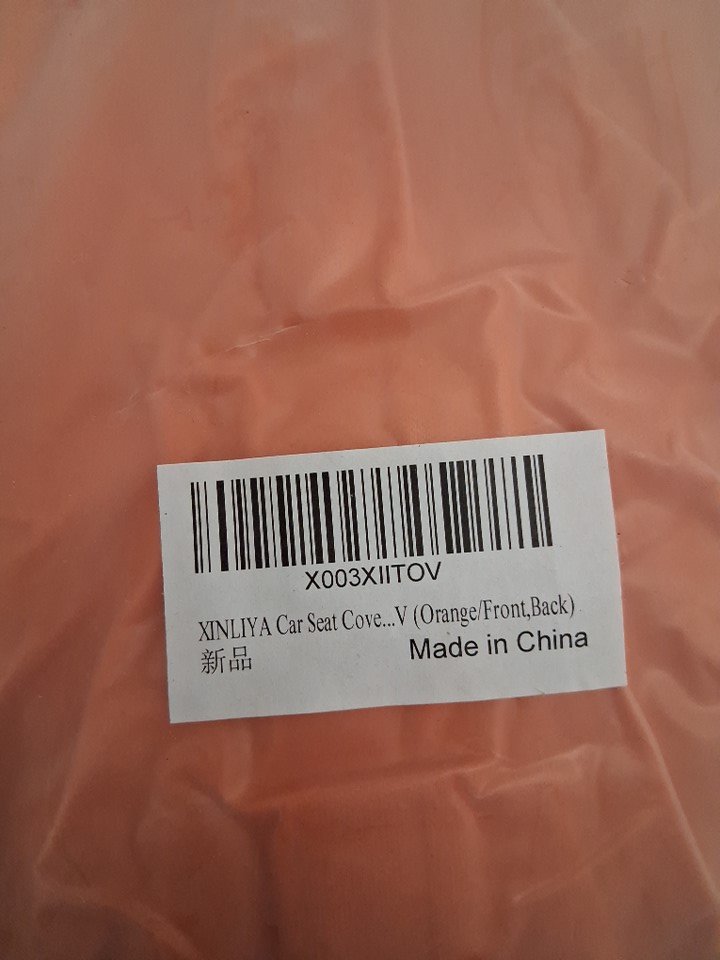 X003XIITOV
XINLIYA Car Seat Cove...V (Orange/Front,Back)
新品
Made in China